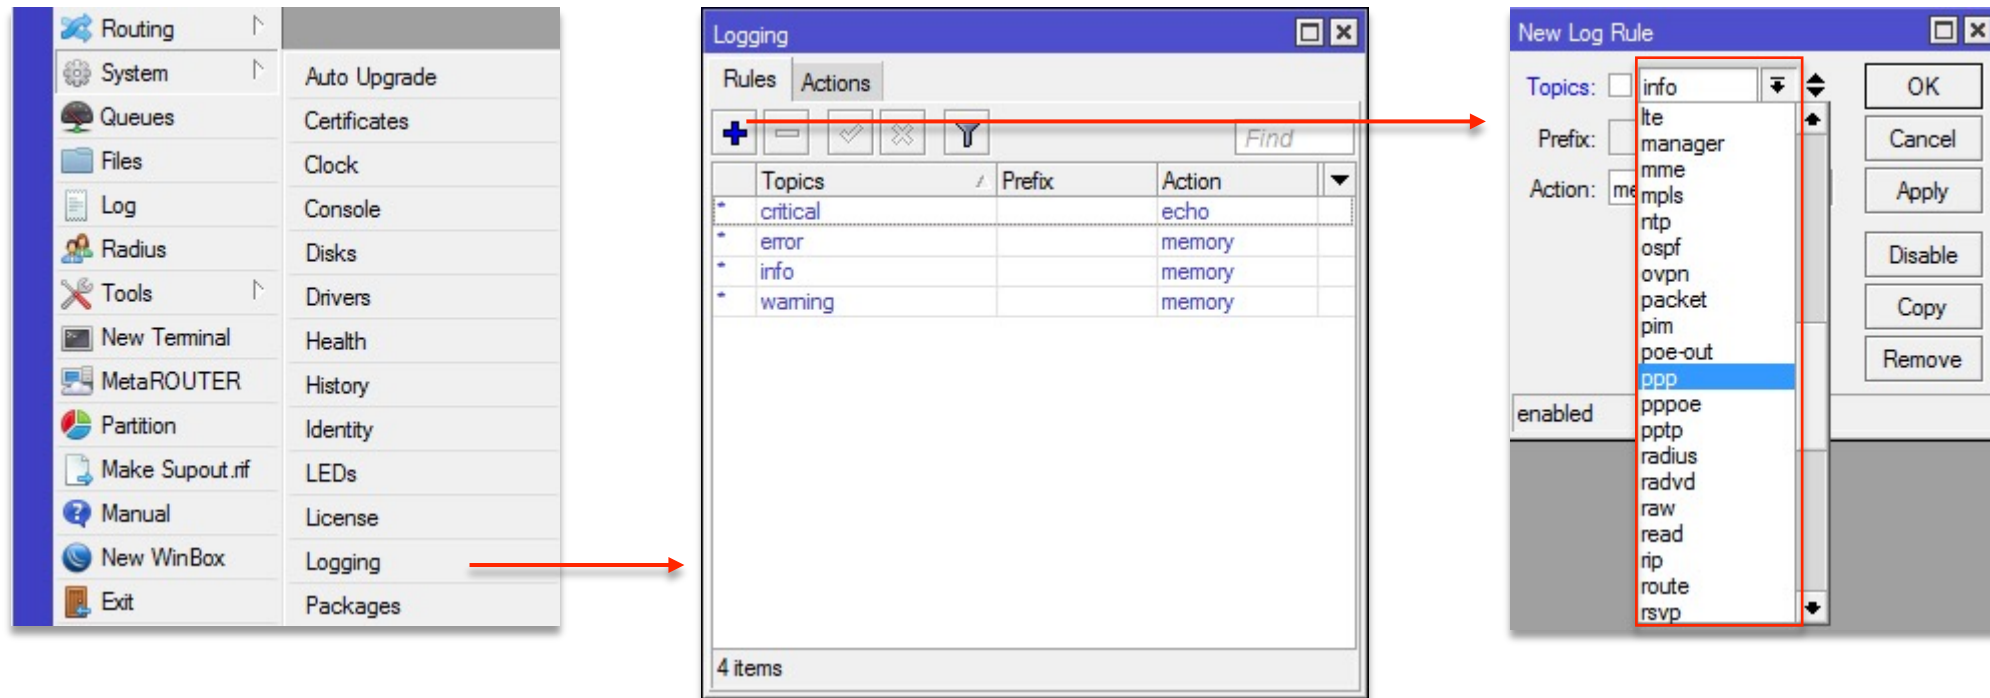 Routing
System
Queues
Files
Log
Radius
Tools
New Terminal
MetaROUTER
Partition
Make Supout.rif
Manual
New WinBox
Exit
Auto Upgrade
Certificates
Clock
Console
Disks
Drivers
Health
History
Identity
LEDs
License
Logging
Packages
Logging
Rules Actions
Find
Topics Prefix Action
* critical echo
* error memory
* info memory
* warning memory
4 items
New Log Rule
Topics: info
Prefix:
Action: me
lte
manager
mme
mpls
ntp
ospf
ovpn
packet
pim
poe-out
ppp
pppoe
pptp
radius
radvd
raw
read
rip
route
rsvp
OK
Cancel
Apply
Disable
Copy
Remove
enabled